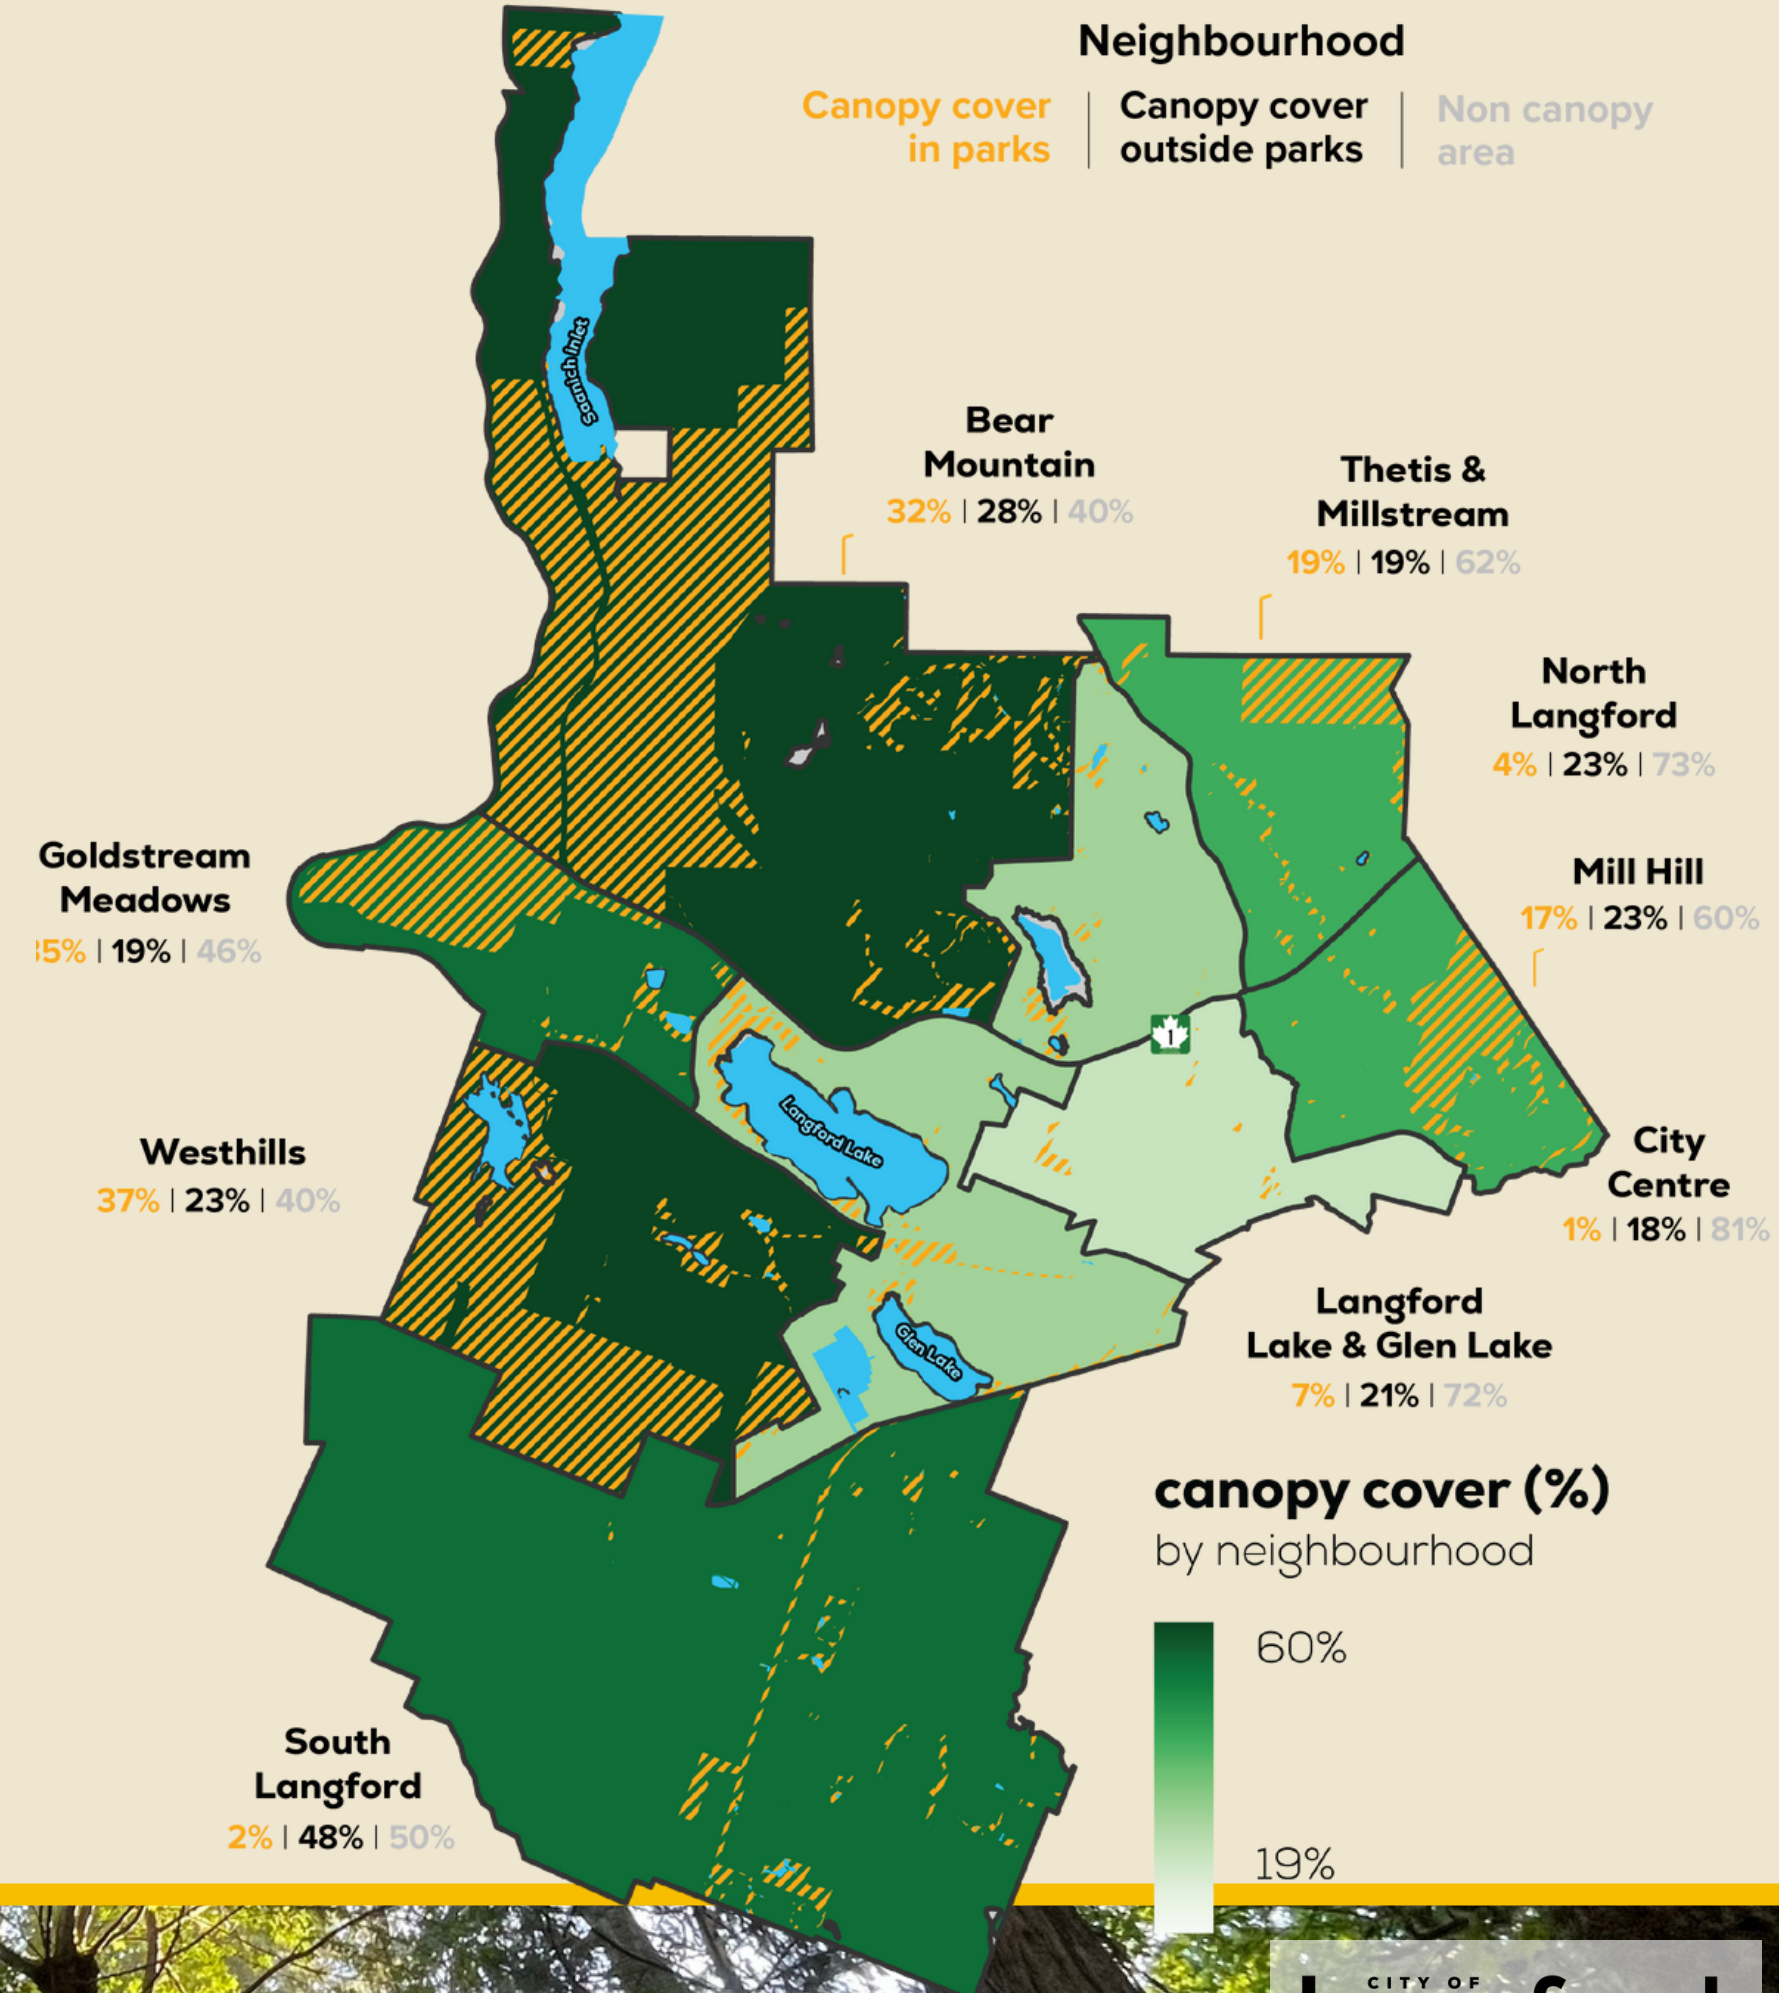 Neighbourhood
Canopy cover in parks | Canopy cover outside parks | Non canopy area
Saanich Inlet
Bear
Mountain
32% | 28% | 40%
Thetis &
Millstream
19% | 19% | 62%
North
Langford
4% | 23% | 73%
Goldstream
Meadows
5% | 19% | 46%
Mill Hill
17% | 23% | 60%
1
Langford Lake
Westhills
37% | 23% | 40%
City
Centre
1% | 18% | 81%
Glen Lake
Langford
Lake & Glen Lake
7% | 21% | 72%
canopy cover (%)
by neighbourhood
60%
19%
South
Langford
2% | 48% | 50%
CITY OF